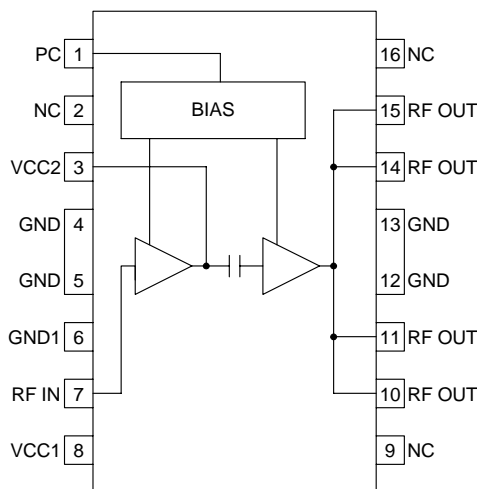 PC 1 16 NC
BIAS
NC 2 15 RF OUT
VCC2 3 14 RF OUT
GND 4 13 GND
GND 5 12 GND
GND1 6 11 RF OUT
RF IN 7 10 RF OUT
VCC1 8 9 NC